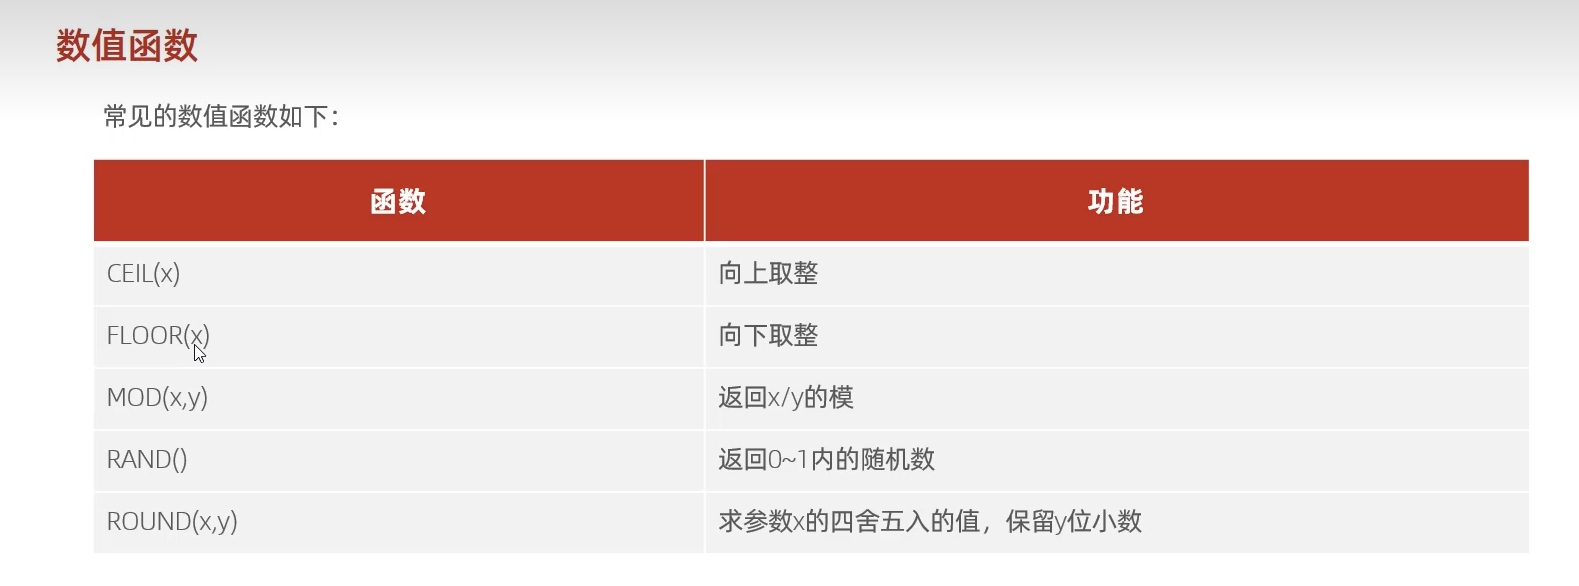 数值函数
常见的数值函数如下：
函数 功能
CEIL(x) 向上取整
FLOOR(x) 向下取整
MOD(x,y) 返回x/y的模
RAND() 返回0~1内的随机数
ROUND(x,y) 求参数x的四舍五入的值，保留y位小数